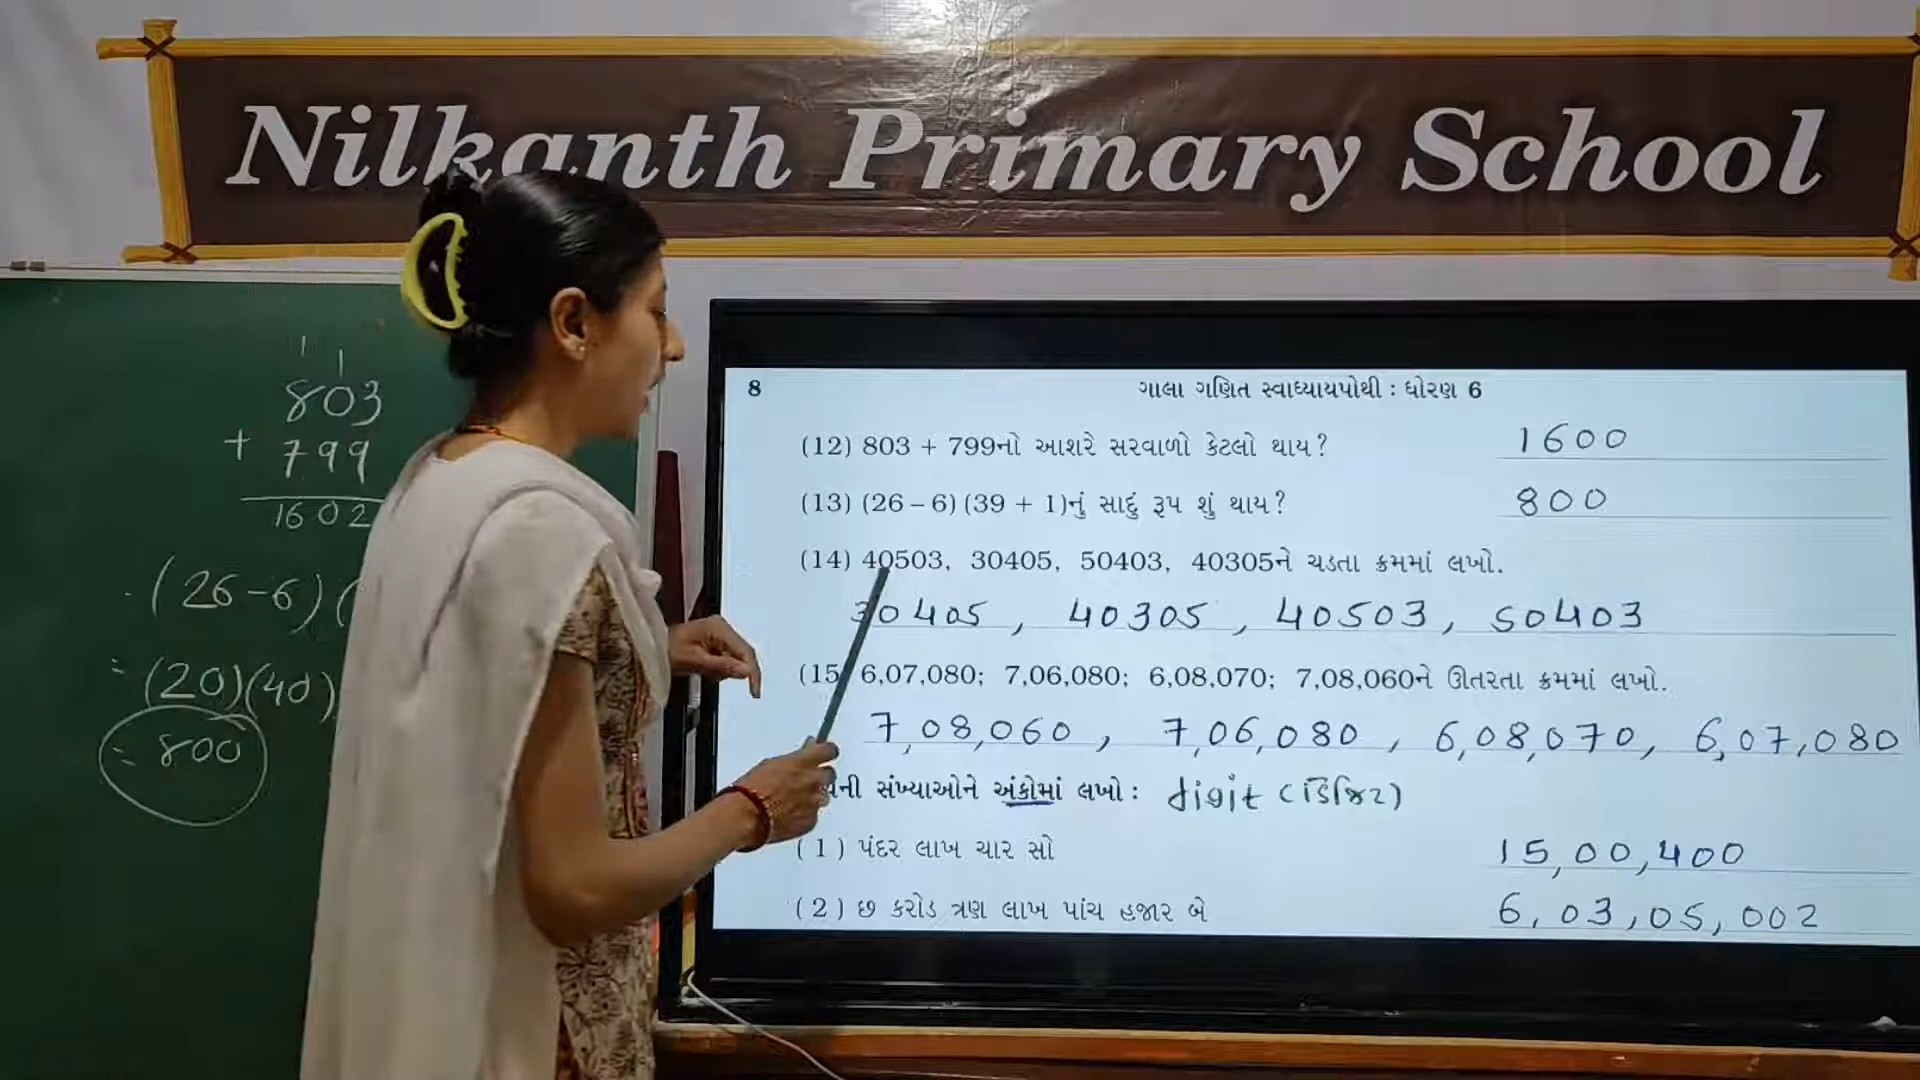 Nilkanth Primary School
1 1
803
+ 799
1602
(26-6)(
= (20)(40)
= 800
8 ગાલા ગણિત સ્વાધ્યાયપોથી : ધોરણ 6
(12) 803 + 799નો આશરે સરવાળો કેટલો થાય? 1600
(13) (26 – 6) (39 + 1)નું સાદું રૂપ શું થાય? 800
(14) 40503, 30405, 50403, 40305ને ચડતા ક્રમમાં લખો.
30405, 40305, 40503, 50403
(15 6,07,080; 7,06,080; 6,08,070; 7,08,060ને ઊતરતા ક્રમમાં લખો.
7,08,060, 7,06,080, 6,08,070, 6,07,080
સંખ્યાઓને અંકોમાં લખો : digit (ડિજિટ)
( 1 ) પંદર લાખ ચાર સો 15,00,400
( 2 ) છ કરોડ ત્રણ લાખ પાંચ હજાર બે 6,03,05,002